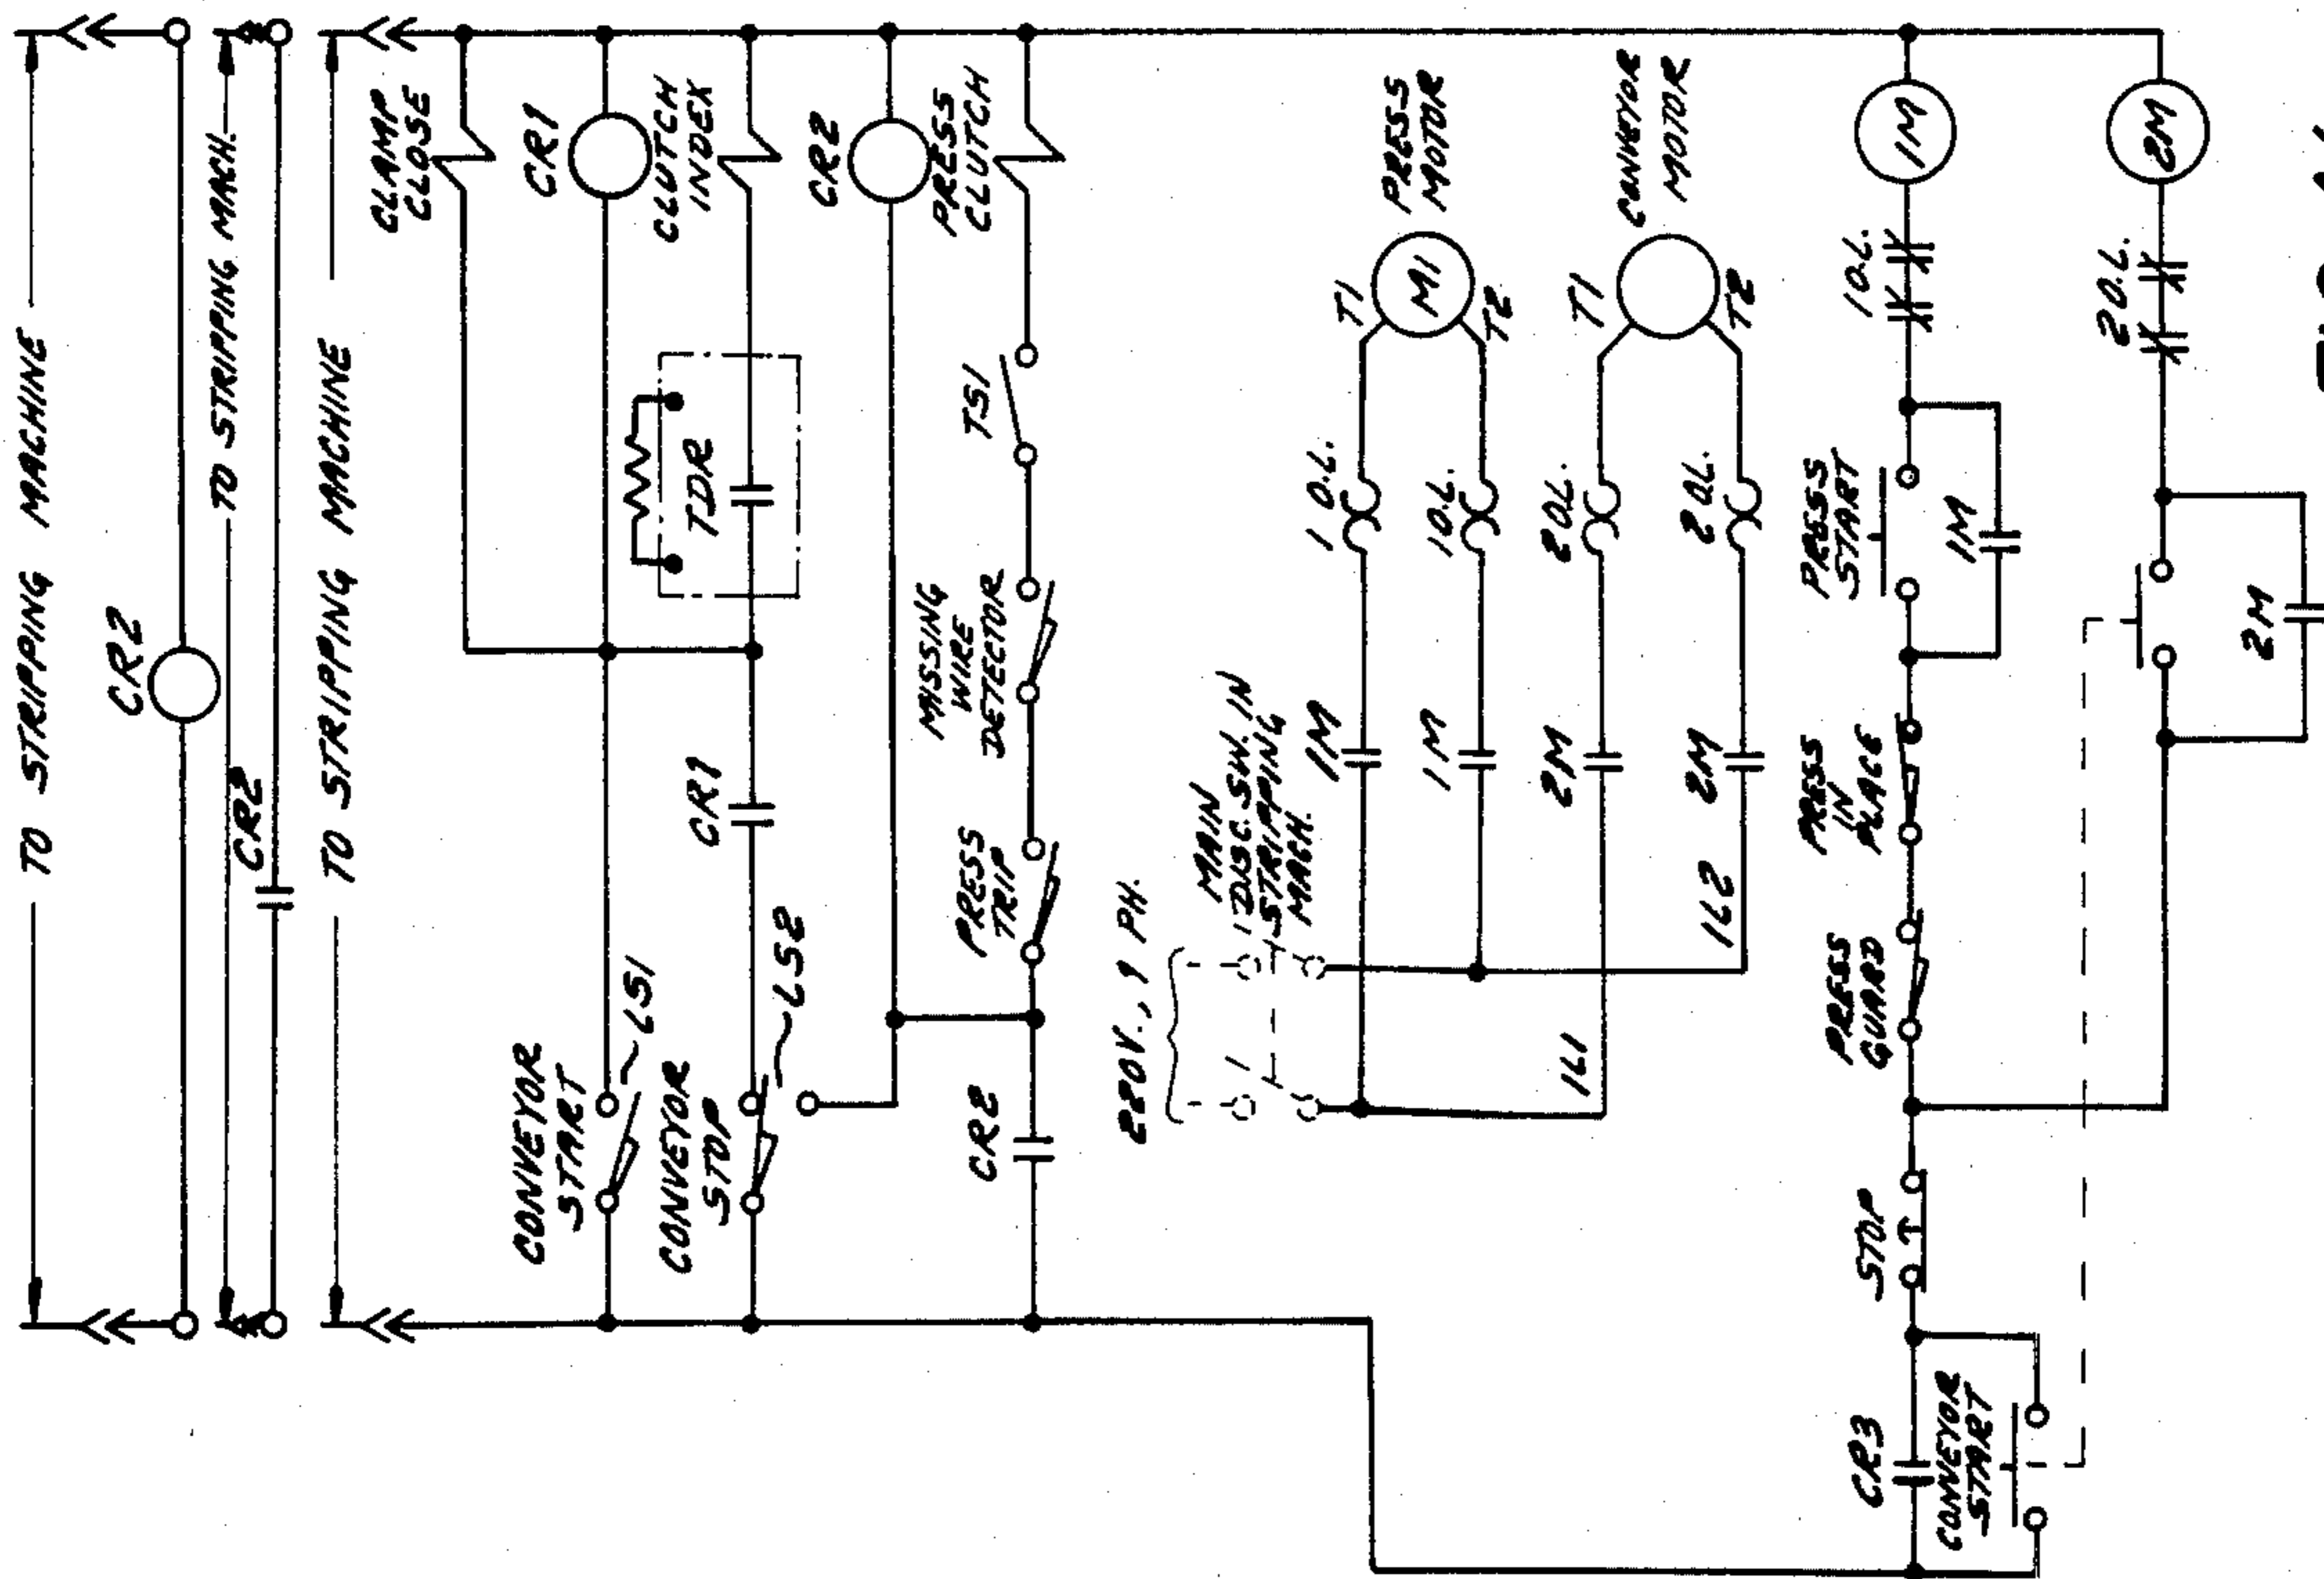 TO STRIPPING MACHINE
CR2
TO STRIPPING MACH.
CR2
TO STRIPPING MACHINE
CLAMP
CLOSE
CR1
CONVEYOR
START
LS1
CLUTCH
INDEX
TDR
CR1
CONVEYOR
STOP
LS2
CR2
PRESS
CLUTCH
TS1
MISSING
WIRE
DETECTOR
PRESS
TRIP
CR2
220V., 1 PH.
MAIN
DISC. SW. IN
STRIPPING
MACH.
PRESS
MOTOR
M1
T1
T2
1 O.L.
1 O.L.
1M
1M
CONVEYOR
MOTOR
T1
T2
2 O.L.
2 O.L.
2M
2M
1L1
1L2
1M
1 O.L.
PRESS
START
1M
PRESS
IN
PLACE
PRESS
GUARD
STOP
CR3
CONVEYOR
START
2M
2 O.L.
2M